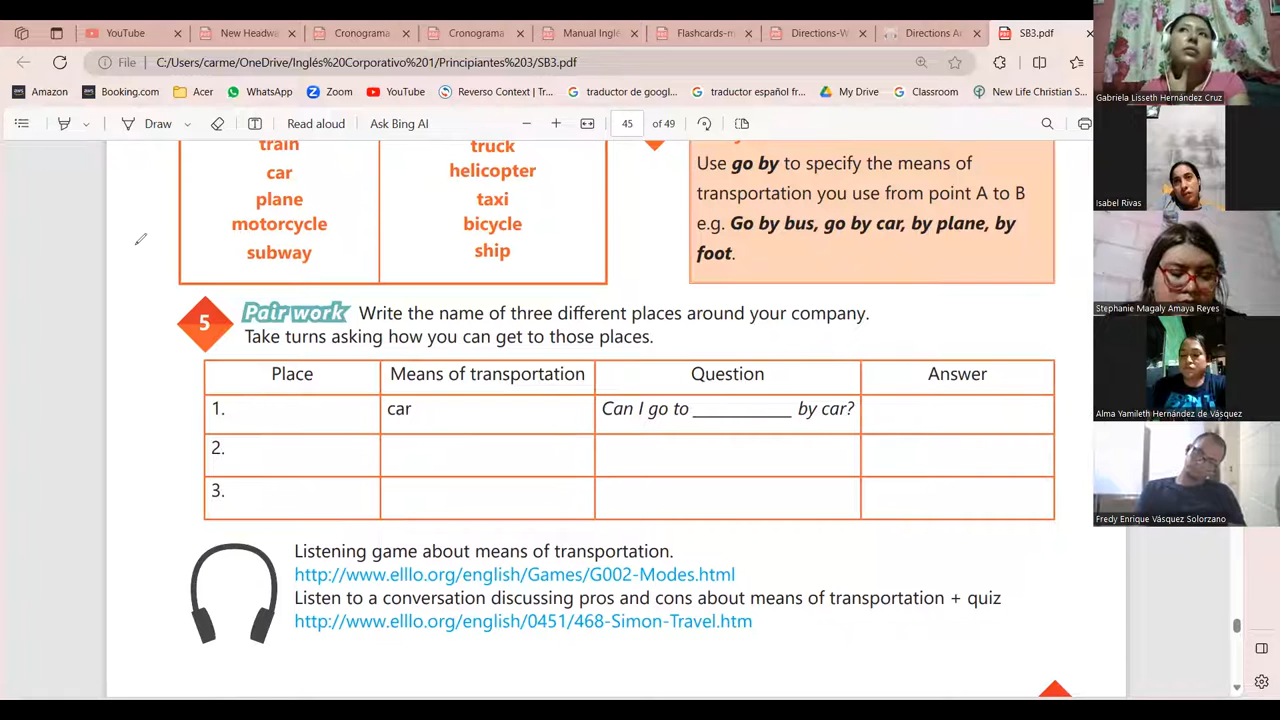 YouTube
New Headw
Cronograma
Cronograma
Manual Inglé
Flashcards-m
Directions-W
Directions Ac
SB3.pdf
File C:/Users/carme/OneDrive/Inglés%20Corporativo%201/Principiantes%203/SB3.pdf
Amazon
Booking.com
Acer
WhatsApp
Zoom
YouTube
Reverso Context | Tr...
traductor de googl...
traductor español fr...
My Drive
Classroom
New Life Christian S...
Draw
Read aloud
Ask Bing AI
45 of 49
train
car
plane
motorcycle
subway
truck
helicopter
taxi
bicycle
ship
Use go by to specify the means of
transportation you use from point A to B
e.g. Go by bus, go by car, by plane, by
foot.
5 Pair work Write the name of three different places around your company.
Take turns asking how you can get to those places.
Place Means of transportation Question Answer
1. car Can I go to ___________ by car?
2.
3.
Listening game about means of transportation.
http://www.elllo.org/english/Games/G002-Modes.html
Listen to a conversation discussing pros and cons about means of transportation + quiz
http://www.elllo.org/english/0451/468-Simon-Travel.htm
Gabriela Lisseth Hernández Cruz
Isabel Rivas
Stephanie Magaly Amaya Reyes
Alma Yamileth Hernández de Vásquez
Fredy Enrique Vásquez Solorzano